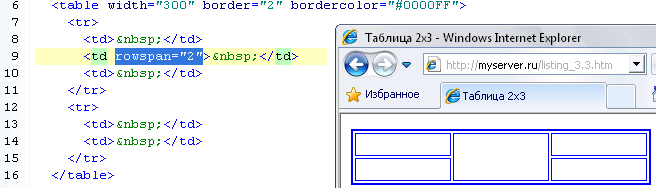 6 <table width="300" border="2" bordercolor="#0000FF">
7 <tr>
8 <td>&nbsp;</td>
9 <td rowspan="2">&nbsp;</td>
10 <td>&nbsp;</td>
11 </tr>
12 <tr>
13 <td>&nbsp;</td>
14 <td>&nbsp;</td>
15 </tr>
16 </table>
Таблица 2x3 - Windows Internet Explorer
http://myserver.ru/listing_3.3.htm
Избранное
Таблица 2x3